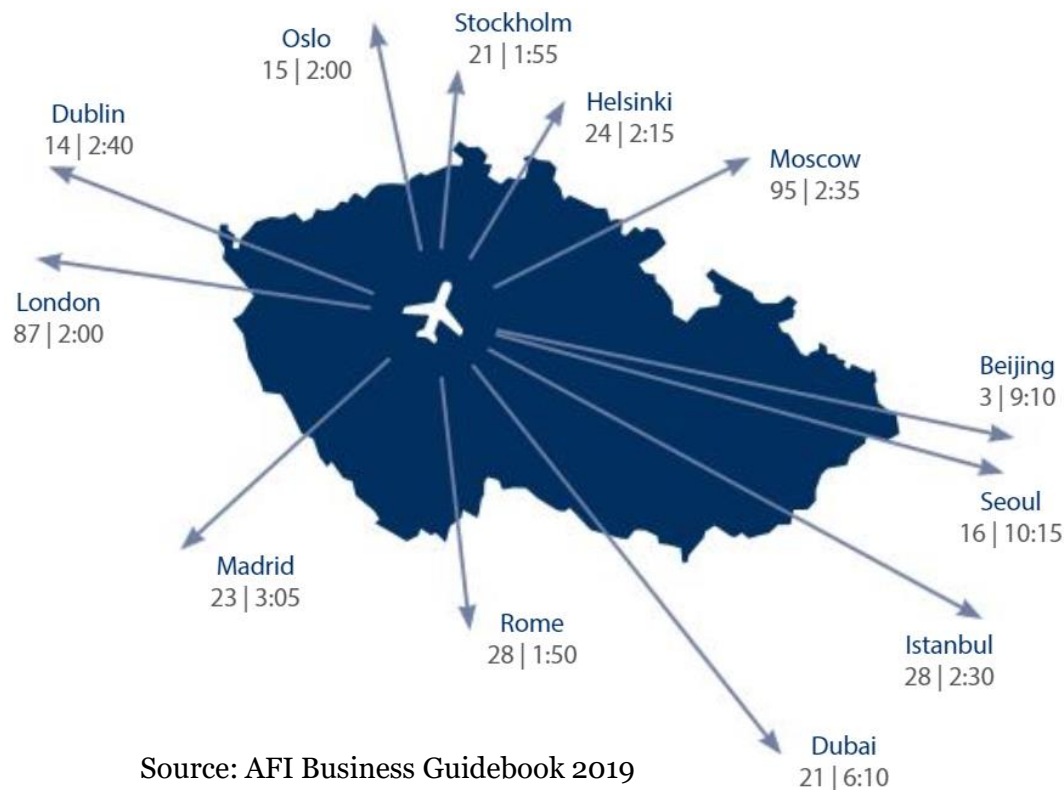 Oslo
15 | 2:00
Stockholm
21 | 1:55
Helsinki
24 | 2:15
Dublin
14 | 2:40
Moscow
95 | 2:35
London
87 | 2:00
Beijing
3 | 9:10
Seoul
16 | 10:15
Madrid
23 | 3:05
Rome
28 | 1:50
Istanbul
28 | 2:30
Dubai
21 | 6:10
Source: AFI Business Guidebook 2019